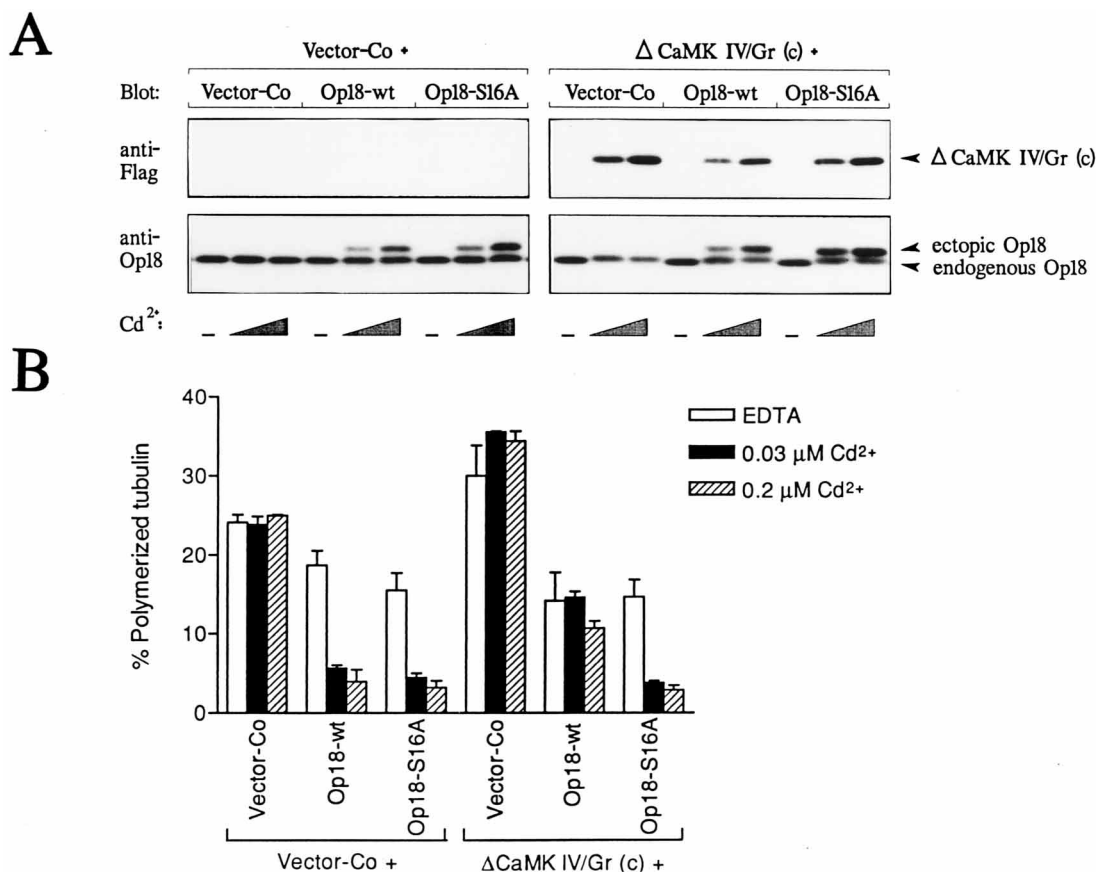 A
Vector-Co +
Δ CaMK IV/Gr (c) +
Blot:
Vector-Co
Op18-wt
Op18-S16A
Vector-Co
Op18-wt
Op18-S16A
anti-
Flag
Δ CaMK IV/Gr (c)
anti-
Op18
ectopic Op18
endogenous Op18
Cd2+:
–
–
–
–
–
–
B
% Polymerized tubulin
40
30
20
10
0
EDTA
0.03 μM Cd2+
0.2 μM Cd2+
Vector-Co
Op18-wt
Op18-S16A
Vector-Co
Op18-wt
Op18-S16A
Vector-Co +
ΔCaMK IV/Gr (c) +